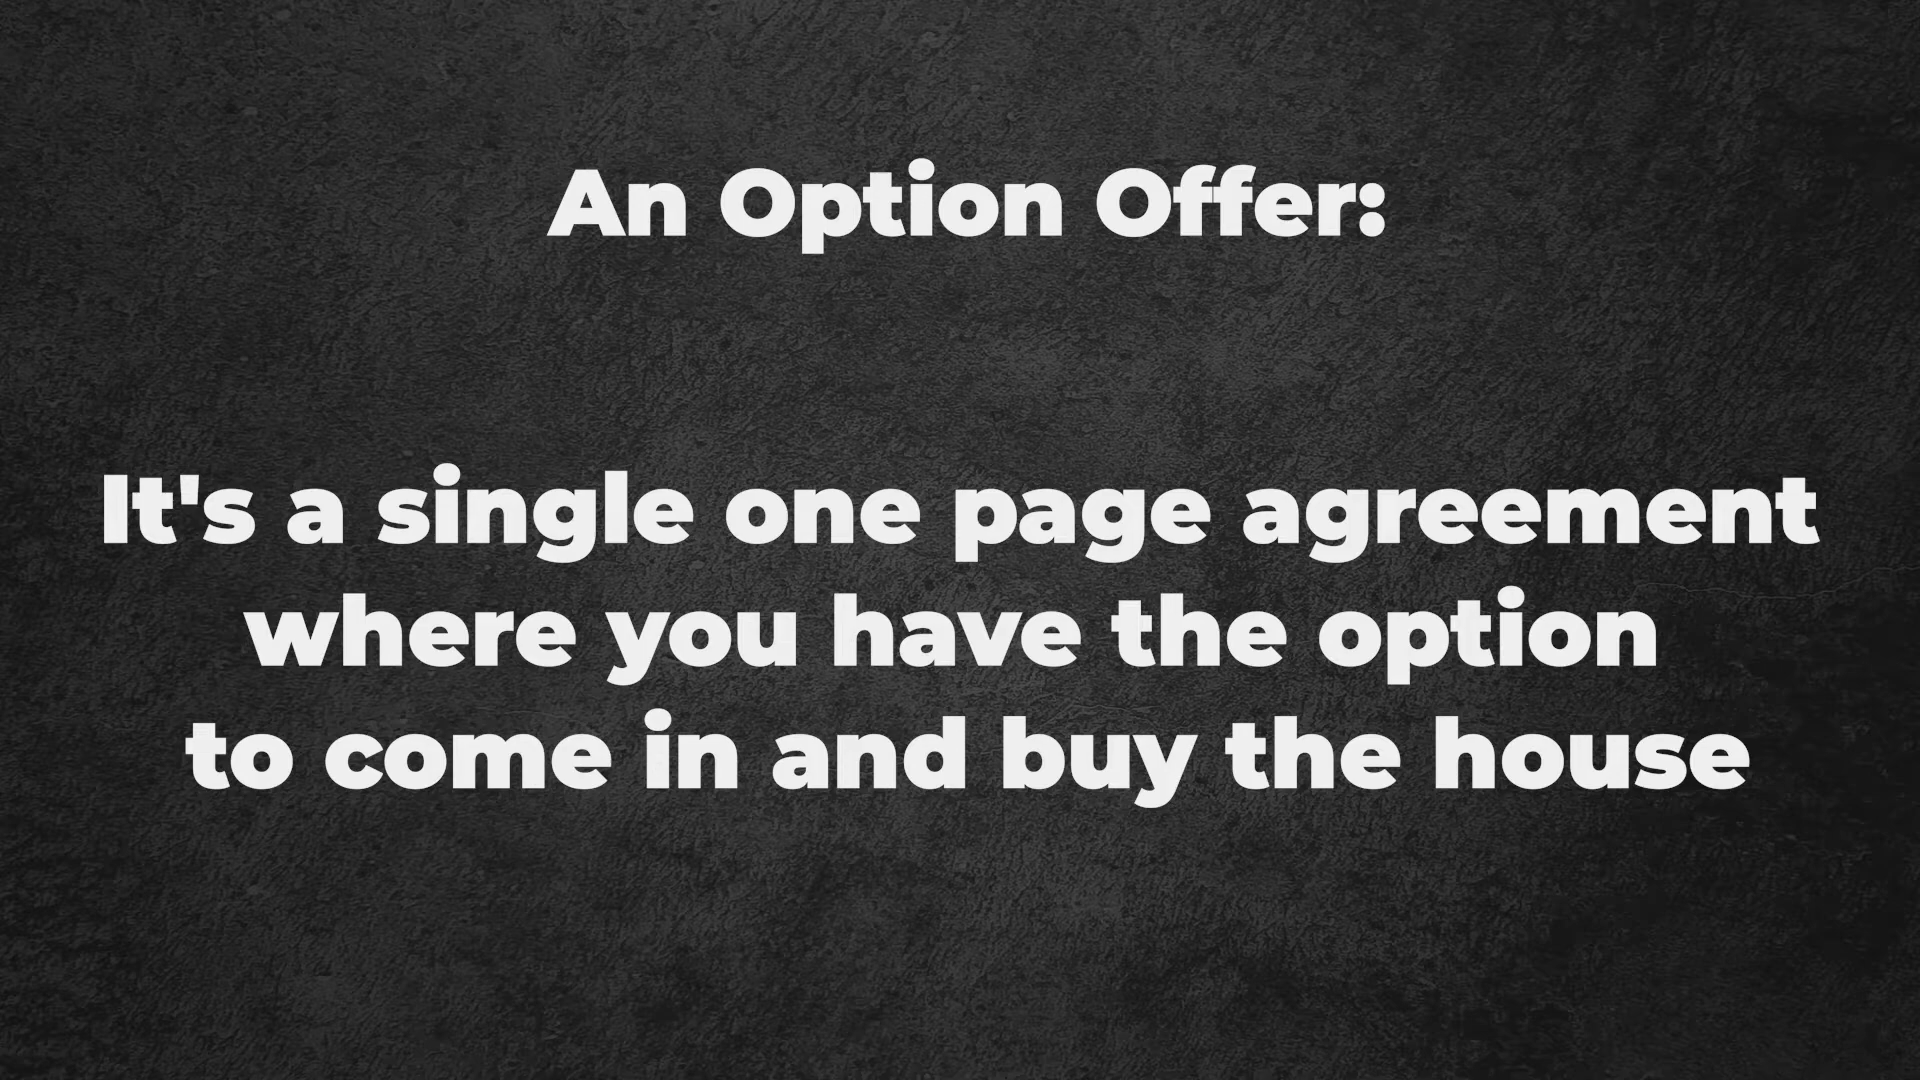 An Option Offer:
It's a single one page agreement
where you have the option
to come in and buy the house